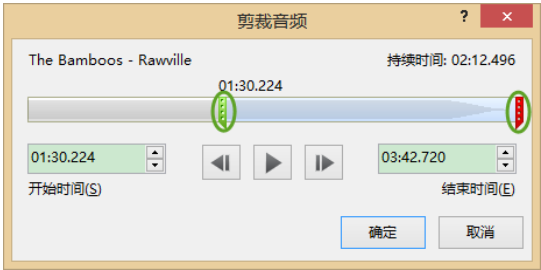 剪裁音频
? ×
The Bamboos - Rawville
持续时间: 02:12.496
01:30.224
01:30.224
03:42.720
开始时间(S)
结束时间(E)
确定
取消